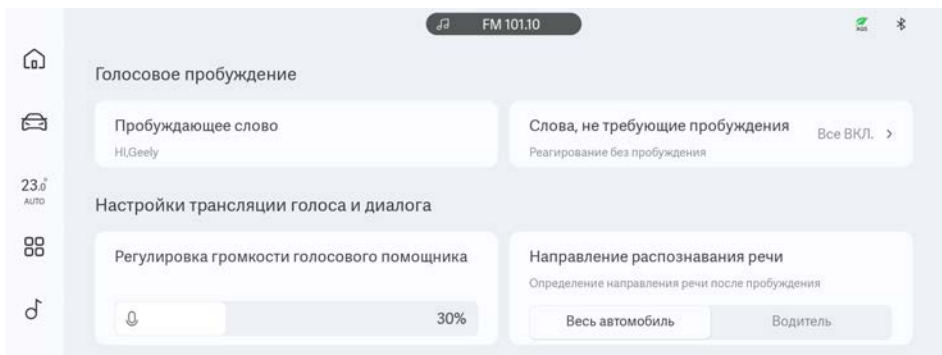 FM 101.10
AGS
Голосовое пробуждение
Пробуждающее слово
HI,Geely
Слова, не требующие пробуждения
Все ВКЛ.
Реагирование без пробуждения
23.0°
AUTO
Настройки трансляции голоса и диалога
Регулировка громкости голосового помощника
30%
Направление распознавания речи
Определение направления речи после пробуждения
Весь автомобиль
Водитель